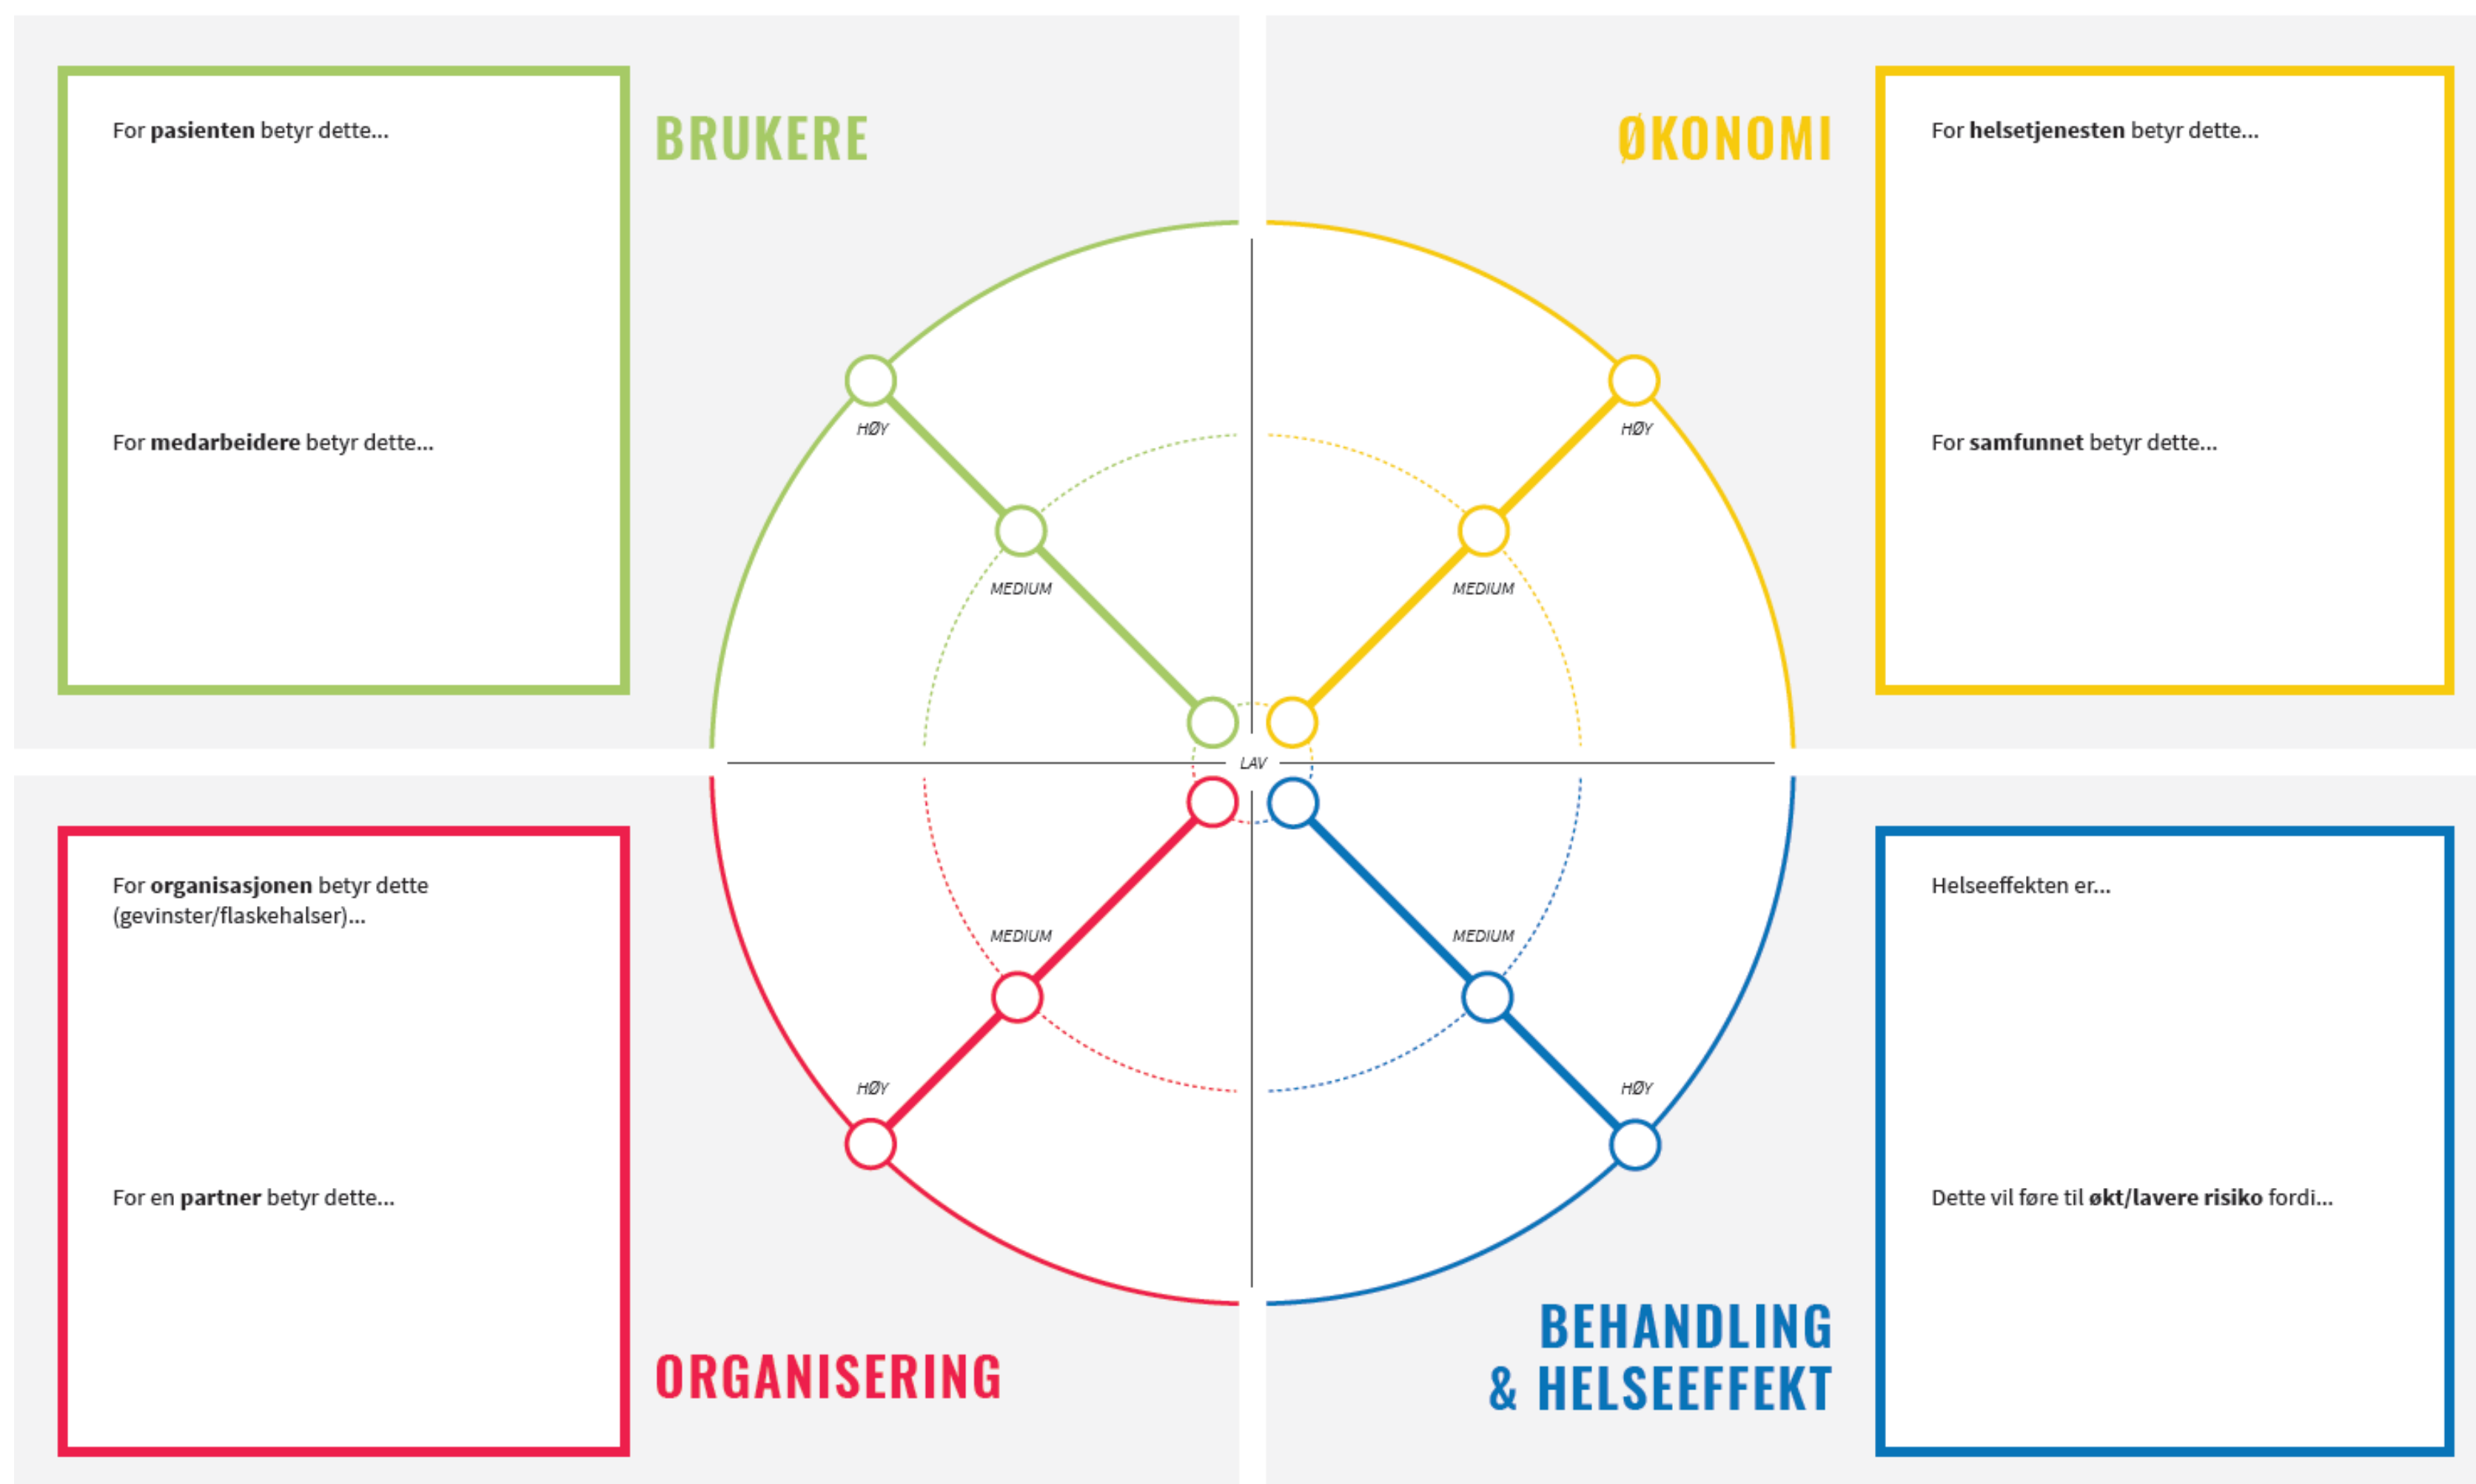 BRUKERE
For pasienten betyr dette...
For medarbeidere betyr dette...
ØKONOMI
For helsetjenesten betyr dette...
For samfunnet betyr dette...
HØY
HØY
MEDIUM
MEDIUM
LAV
MEDIUM
MEDIUM
HØY
HØY
For organisasjonen betyr dette
(gevinster/flaskehalser)...
For en partner betyr dette...
ORGANISERING
Helseeffekten er...
Dette vil føre til økt/lavere risiko fordi...
BEHANDLING
& HELSEEFFEKT